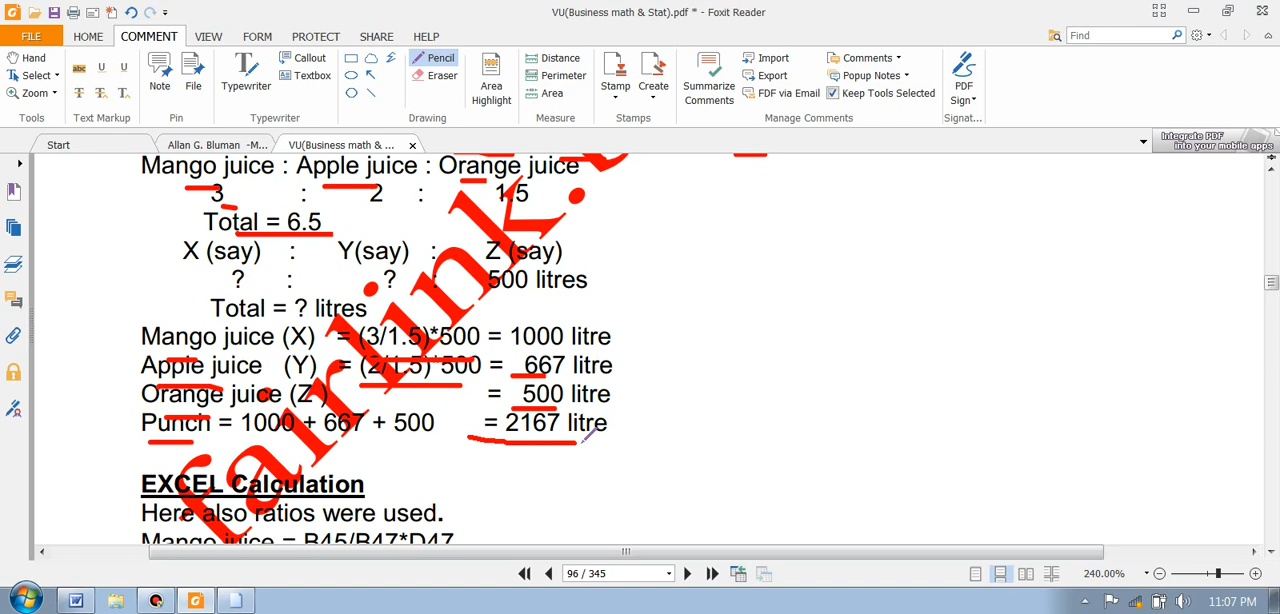 VU(Business math & Stat).pdf * - Foxit Reader
FILE HOME COMMENT VIEW FORM PROTECT SHARE HELP
Find
Hand
Select
Zoom
Tools
abc U U
T T T
Text Markup
Note
File
Pin
Typewriter
Callout
Textbox
Typewriter
Pencil
Eraser
Drawing
Area Highlight
Distance
Perimeter
Area
Measure
Stamp
Create
Stamps
Summarize Comments
Import
Export
FDF via Email
Comments
Popup Notes
Keep Tools Selected
Manage Comments
PDF Sign
Signat...
Start
Allan G. Bluman -M...
VU(Business math & ...
Integrate PDF
into your mobile apps
Mango juice : Apple juice : Orange juice
3 : 2 : 1.5
Total = 6.5
X (say) : Y(say) : Z (say)
? : ? : 500 litres
Total = ? litres
Mango juice (X) = (3/1.5)*500 = 1000 litre
Apple juice (Y) = (2/1.5)*500 = 667 litre
Orange juice (Z ) = 500 litre
Punch = 1000 + 667 + 500 = 2167 litre
EXCEL Calculation
Here also ratios were used.
Mango juice = B45/B47*D47
farlink.
96 / 345
240.00%
11:07 PM